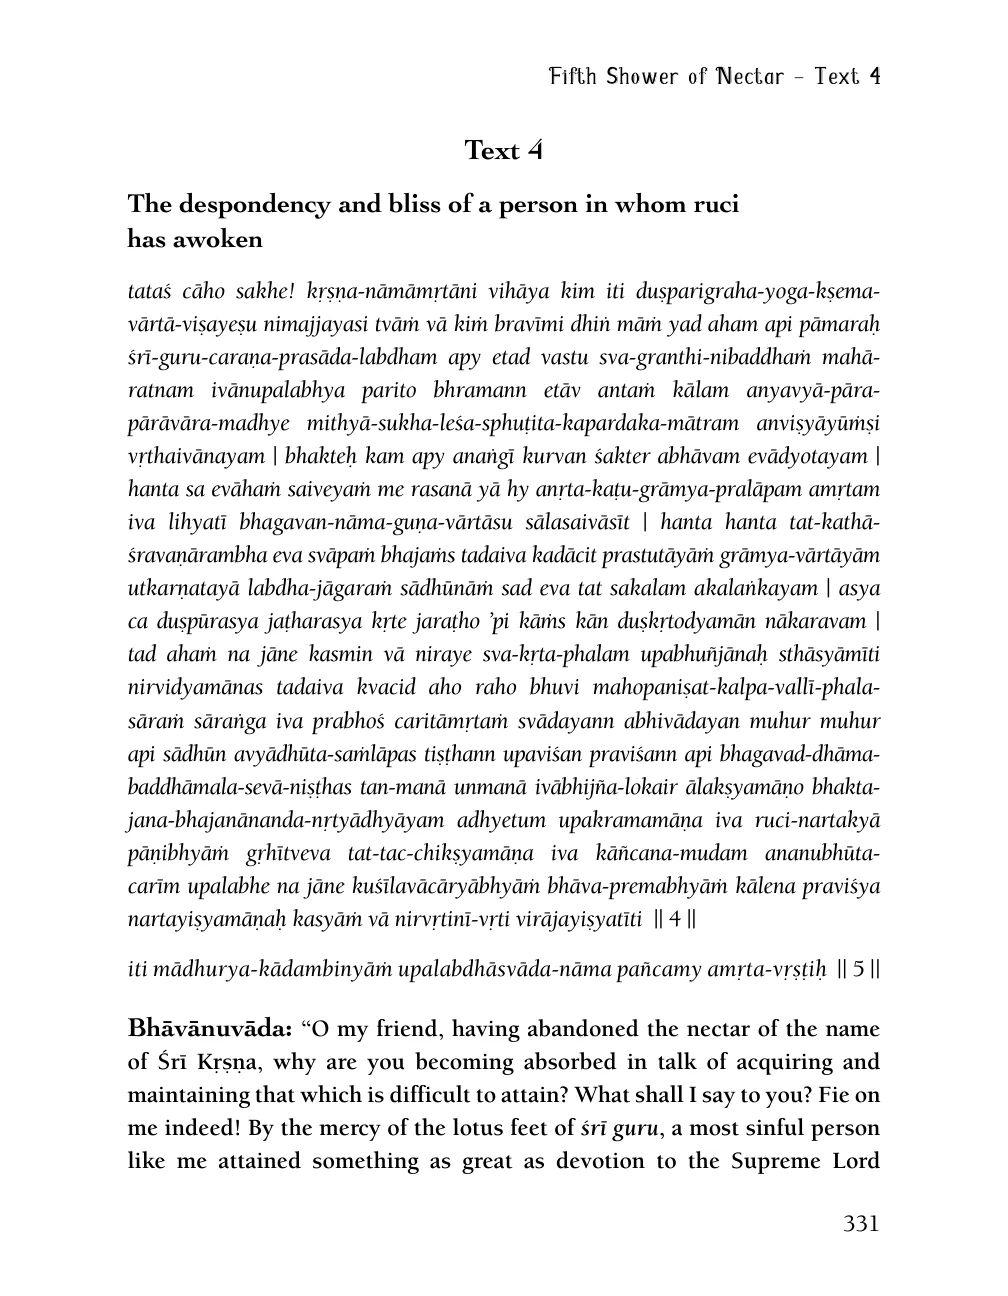 Fifth Shower of Nectar – Text 4
Text 4
The despondency and bliss of a person in whom ruci
has awoken
tataś cāho sakhe! kṛṣṇa-nāmāmṛtāni vihāya kim iti duṣparigraha-yoga-kṣema-
vārtā-viṣayeṣu nimajjayasi tvāṁ vā kiṁ bravīmi dhiṅ māṁ yad aham api pāmaraḥ
śrī-guru-caraṇa-prasāda-labdham apy etad vastu sva-granthi-nibaddhaṁ mahā-
ratnam ivānupalabhya parito bhramann etāv antaṁ kālam anyavyā-pāra-
pārāvāra-madhye mithyā-sukha-leśa-sphuṭita-kapardaka-mātram anviṣyāyūṁṣi
vṛthaivānayam | bhakteḥ kam apy anaṅgī kurvan śakter abhāvam evādyotayam |
hanta sa evāhaṁ saiveyaṁ me rasanā yā hy anṛta-kaṭu-grāmya-pralāpam amṛtam
iva lihyatī bhagavan-nāma-guṇa-vārtāsu sālasaivāsīt | hanta hanta tat-kathā-
śravaṇārambha eva svāpaṁ bhajaṁs tadaiva kadācit prastutāyāṁ grāmya-vārtāyām
utkarṇatayā labdha-jāgaraṁ sādhūnāṁ sad eva tat sakalam akalaṅkayam | asya
ca duṣpūrasya jaṭharasya kṛte jaraṭho ’pi kāṁs kān duṣkṛtodyamān nākaravam |
tad ahaṁ na jāne kasmin vā niraye sva-kṛta-phalam upabhuñjānaḥ sthāsyāmīti
nirvidyamānas tadaiva kvacid aho raho bhuvi mahopaniṣat-kalpa-vallī-phala-
sāraṁ sāraṅga iva prabhoś caritāmṛtaṁ svādayann abhivādayan muhur muhur
api sādhūn avyādhūta-saṁlāpas tiṣṭhann upaviśan praviśann api bhagavad-dhāma-
baddhāmala-sevā-niṣṭhas tan-manā unmanā ivābhijña-lokair ālakṣyamāṇo bhakta-
jana-bhajanānanda-nṛtyādhyāyam adhyetum upakramamāṇa iva ruci-nartakyā
pāṇibhyāṁ gṛhītveva tat-tac-chikṣyamāṇa iva kāñcana-mudam ananubhūta-
carīm upalabhe na jāne kuśīlavācāryābhyāṁ bhāva-premabhyāṁ kālena praviśya
nartayiṣyamāṇaḥ kasyāṁ vā nirvṛtinī-vṛti virājayiṣyatīti || 4 ||
iti mādhurya-kādambinyāṁ upalabdhāsvāda-nāma pañcamy amṛta-vṛṣṭiḥ || 5 ||
Bhāvānuvāda: “O my friend, having abandoned the nectar of the name
of Śrī Kṛṣṇa, why are you becoming absorbed in talk of acquiring and
maintaining that which is difficult to attain? What shall I say to you? Fie on
me indeed! By the mercy of the lotus feet of śrī guru, a most sinful person
like me attained something as great as devotion to the Supreme Lord
331